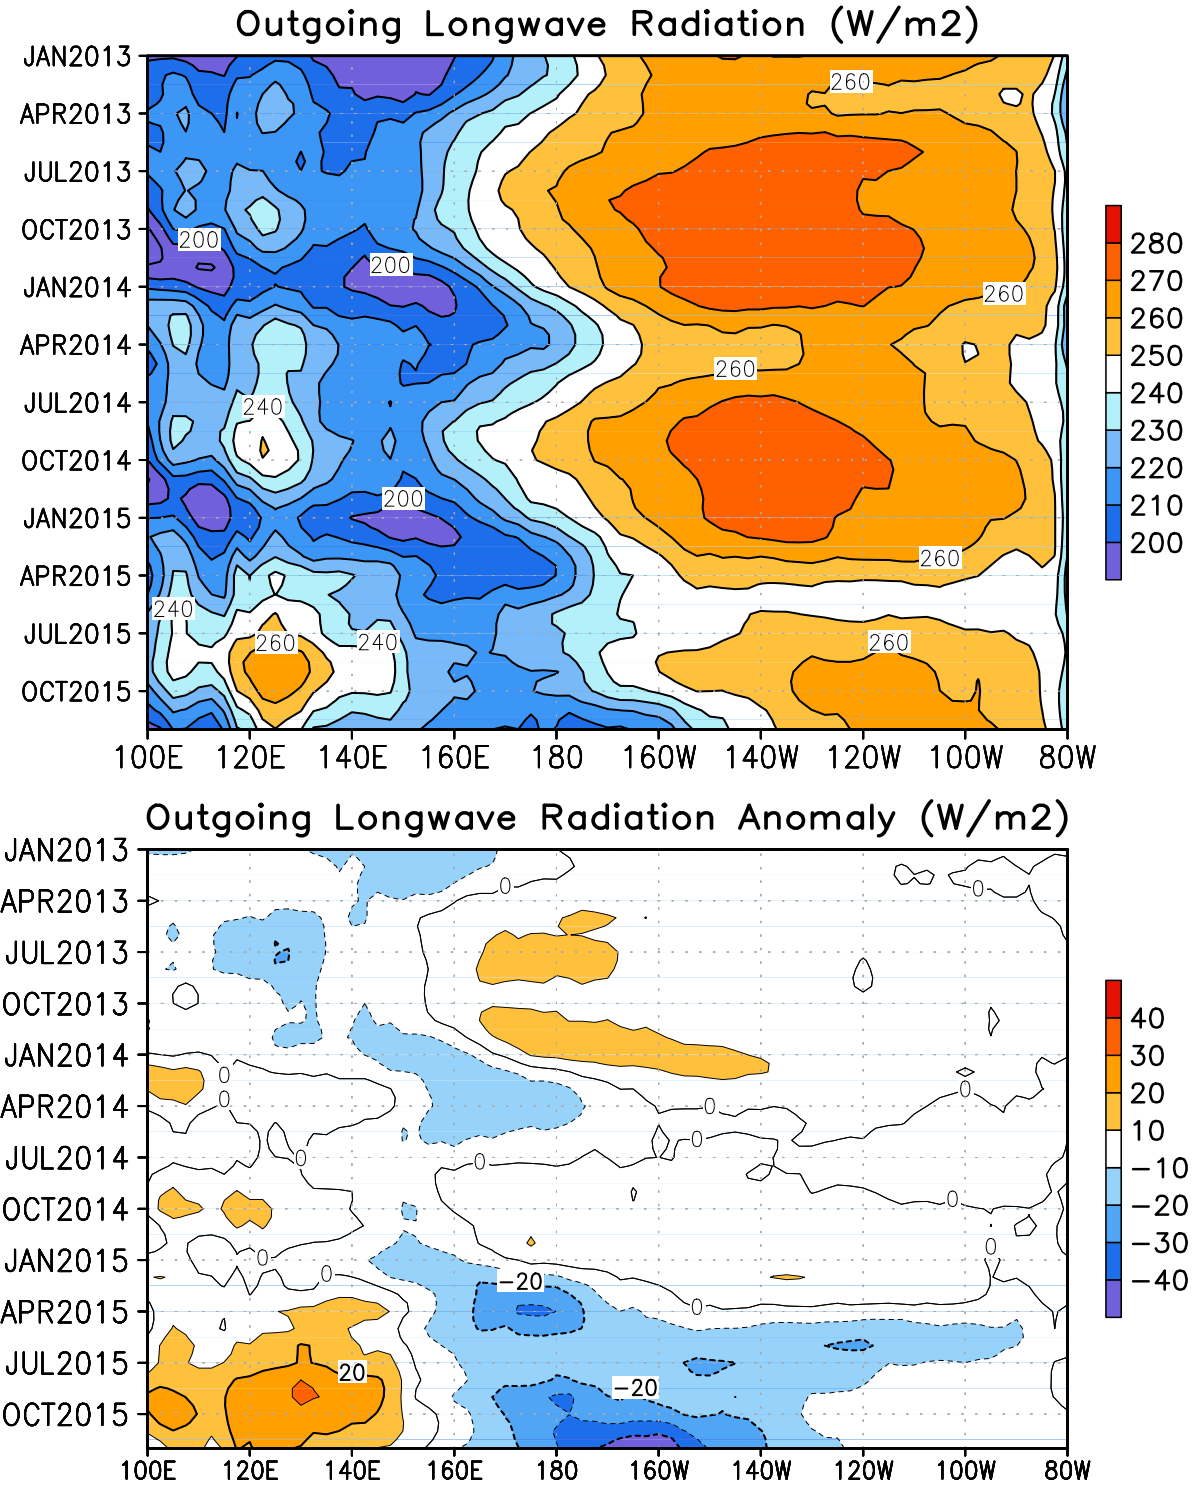 Outgoing Longwave Radiation (W/m2)
JAN2013
APR2013
JUL2013
OCT2013
JAN2014
APR2014
JUL2014
OCT2014
JAN2015
APR2015
JUL2015
OCT2015
260
200
200
260
260
240
200
260
240
260
240
260
100E 120E 140E 160E 180 160W 140W 120W 100W 80W
280
270
260
250
240
230
220
210
200
Outgoing Longwave Radiation Anomaly (W/m2)
JAN2013
APR2013
JUL2013
OCT2013
JAN2014
APR2014
JUL2014
OCT2014
JAN2015
APR2015
JUL2015
OCT2015
0
0
0
0
0
0
0
0
0
0
0
0
0
0
-20
20
-20
100E 120E 140E 160E 180 160W 140W 120W 100W 80W
40
30
20
10
-10
-20
-30
-40